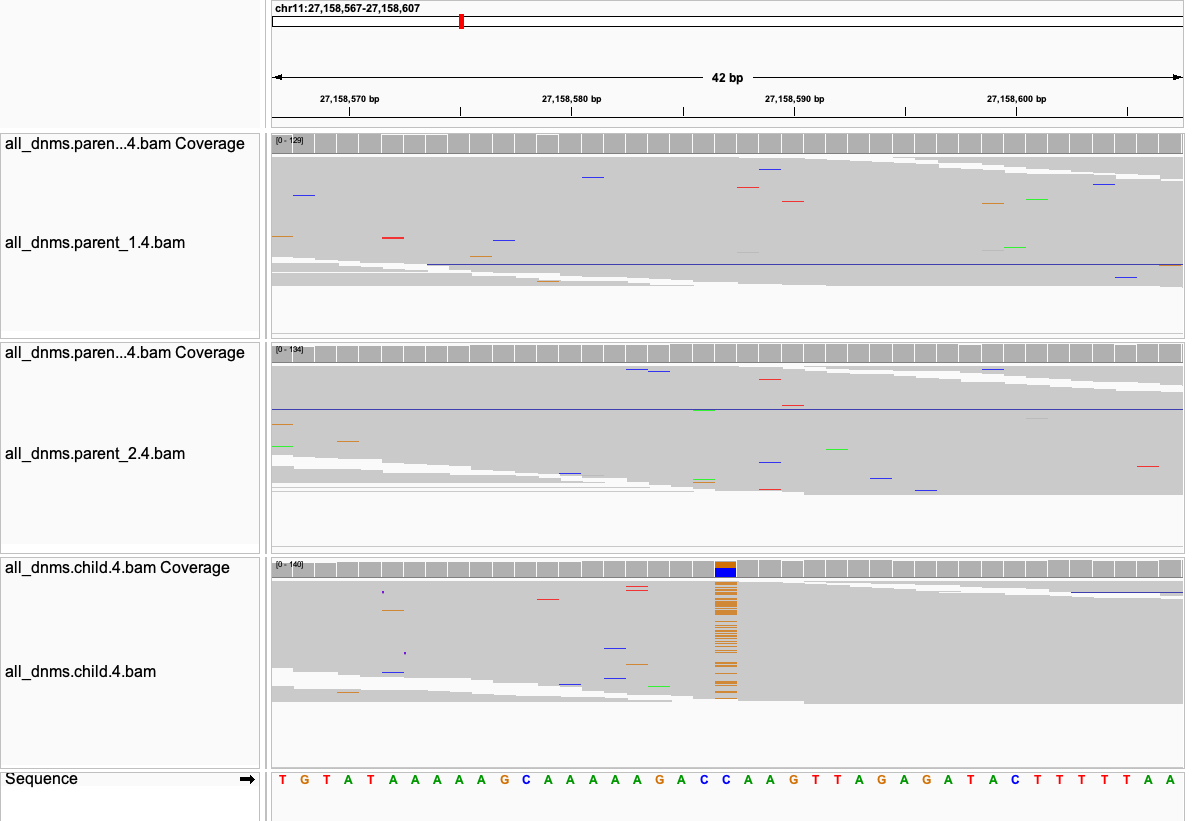 chr11:27,158,567-27,158,607
42 bp
27,158,570 bp 27,158,580 bp 27,158,590 bp 27,158,600 bp
all_dnms.paren...4.bam Coverage
[0 - 129]
all_dnms.parent_1.4.bam
all_dnms.paren...4.bam Coverage
[0 - 134]
all_dnms.parent_2.4.bam
all_dnms.child.4.bam Coverage
[0 - 140]
all_dnms.child.4.bam
Sequence
T G T A T A A A A A G C A A A A A G A C C A A G T T A G A G A T A C T T T T T A A